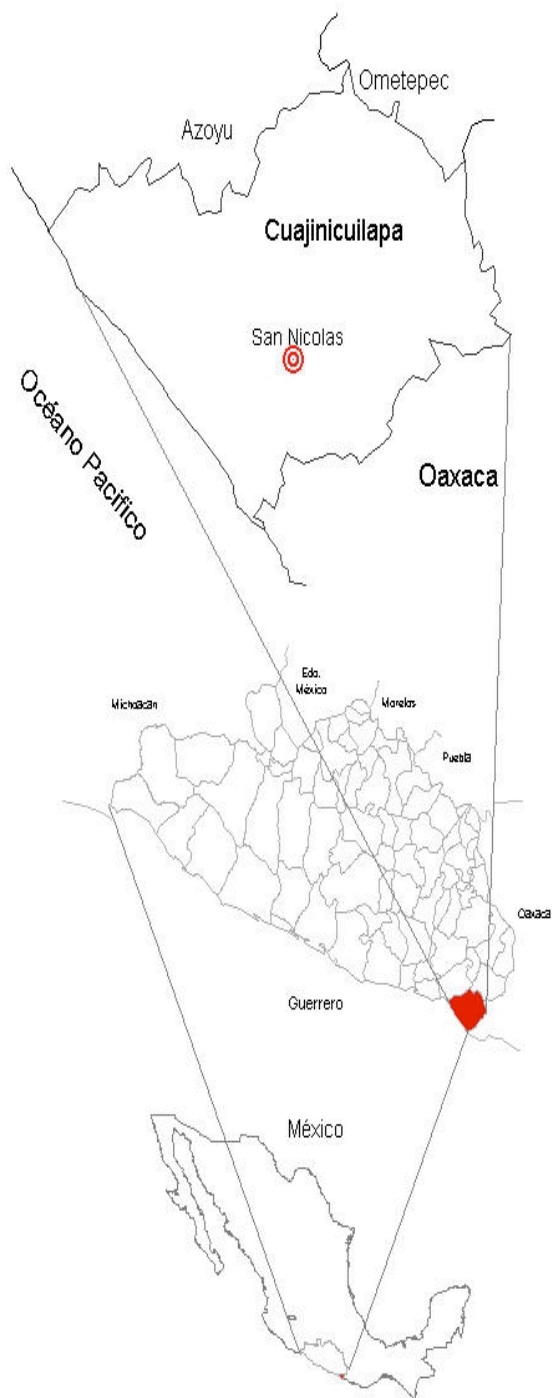 Ometepec
Azoyu
Cuajinicuilapa
San Nicolas
Océano Pacifico
Oaxaca
Edo.
México
Michoacán
Morelos
Puebla
Oaxaca
Guerrero
México